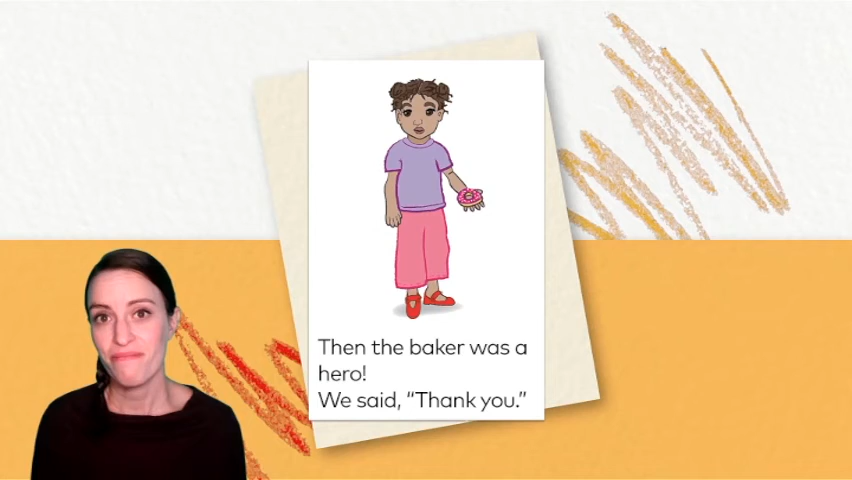 Then the baker was a
hero!
We said, “Thank you.”